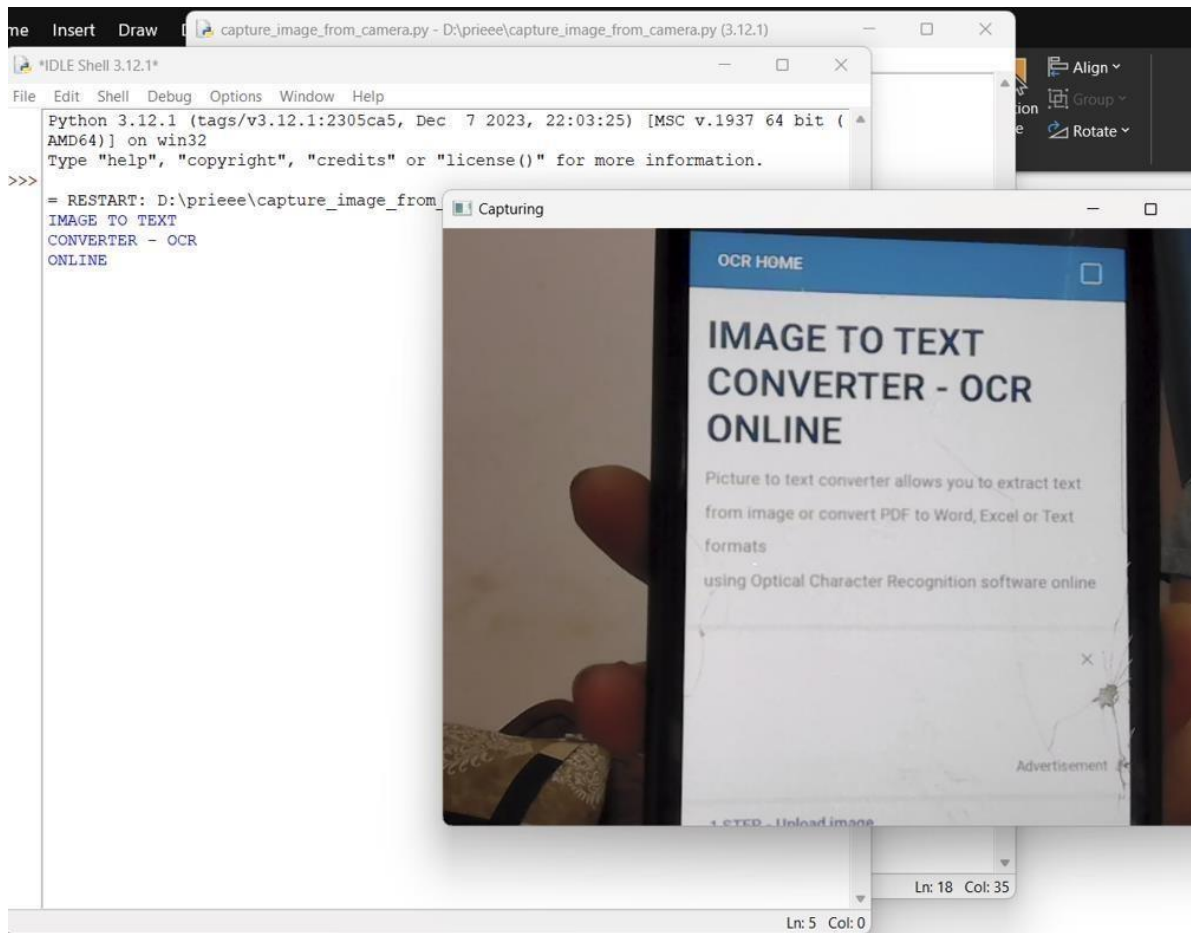 me Insert Draw
capture_image_from_camera.py - D:\prieee\capture_image_from_camera.py (3.12.1)
*IDLE Shell 3.12.1*
File Edit Shell Debug Options Window Help
Python 3.12.1 (tags/v3.12.1:2305ca5, Dec 7 2023, 22:03:25) [MSC v.1937 64 bit (
AMD64)] on win32
Type "help", "copyright", "credits" or "license()" for more information.
>>>
= RESTART: D:\prieee\capture_image_from_
IMAGE TO TEXT
CONVERTER - OCR
ONLINE
Align
Group
Rotate
tion
e
Capturing
OCR HOME
IMAGE TO TEXT
CONVERTER - OCR
ONLINE
Picture to text converter allows you to extract text
from image or convert PDF to Word, Excel or Text
formats
using Optical Character Recognition software online
Advertisement
1 STEP - Upload image
Ln: 18 Col: 35
Ln: 5 Col: 0